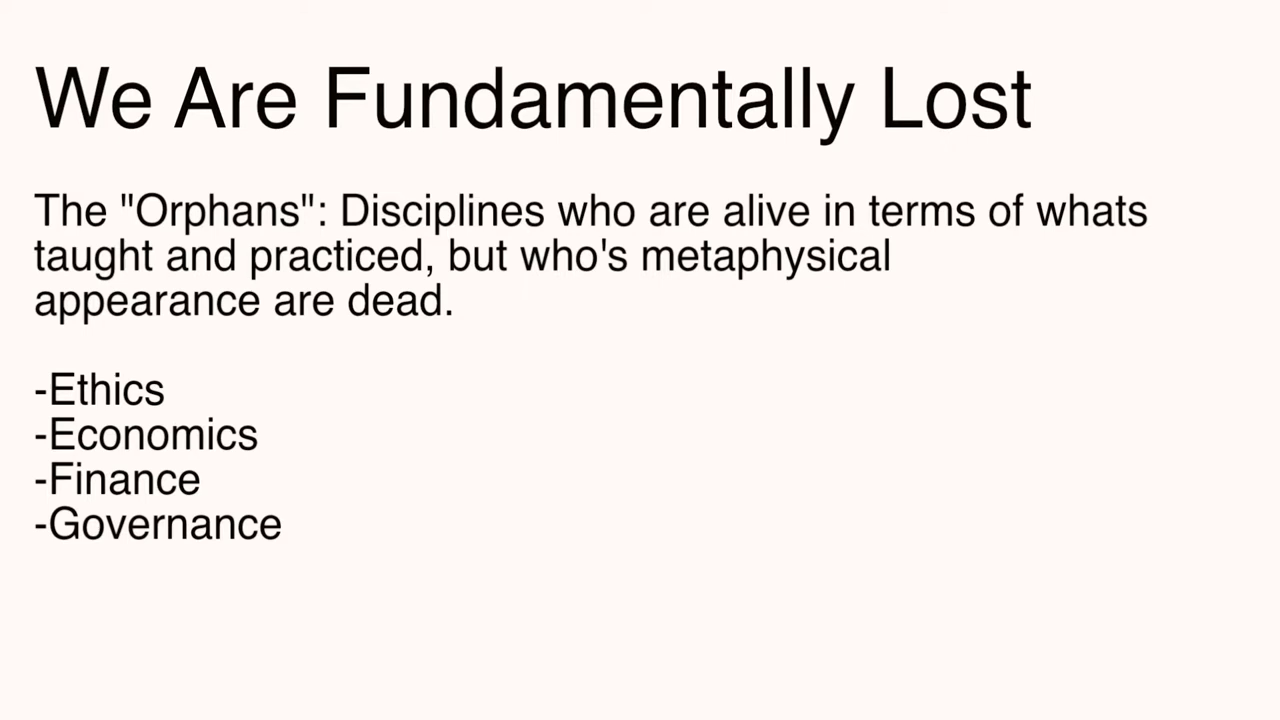 We Are Fundamentally Lost
The "Orphans": Disciplines who are alive in terms of whats
taught and practiced, but who's metaphysical
appearance are dead.
-Ethics
-Economics
-Finance
-Governance